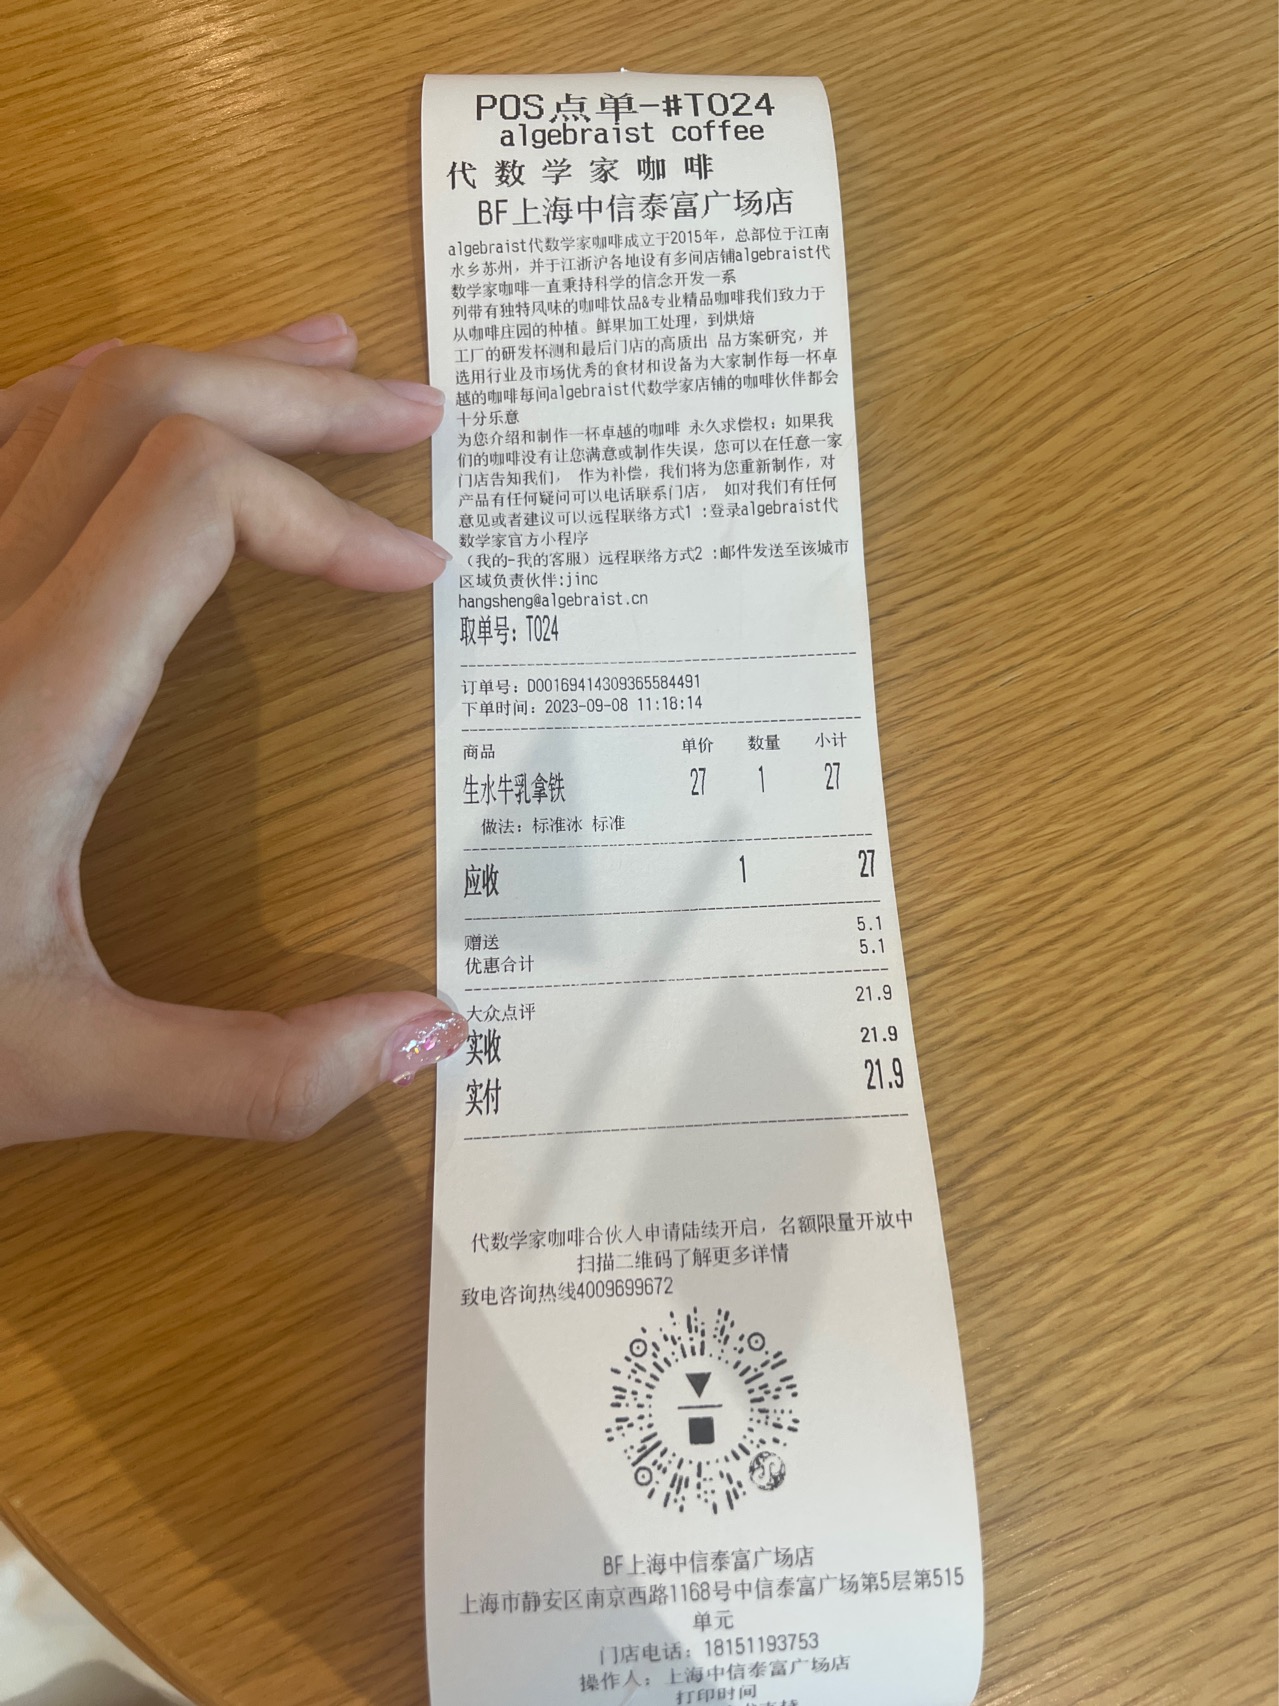 POS点单-#T024
algebraist coffee
代数学家咖啡
BF上海中信泰富广场店
algebraist代数学家咖啡成立于2015年，总部位于江南
水乡苏州，并于江浙沪各地设有多间店铺algebraist代
数学家咖啡一直秉持科学的信念开发一系
列带有独特风味的咖啡饮品&专业精品咖啡我们致力于
从咖啡庄园的种植。鲜果加工处理，到烘焙
工厂的研发杯测和最后门店的高质出 品方案研究，并
选用行业及市场优秀的食材和设备为大家制作每一杯卓
越的咖啡每间algebraist代数学家店铺的咖啡伙伴都会
十分乐意
为您介绍和制作一杯卓越的咖啡 永久求偿权：如果我
们的咖啡没有让您满意或制作失误，您可以在任意一家
门店告知我们， 作为补偿，我们将为您重新制作，对
产品有任何疑问可以电话联系门店， 如对我们有任何
意见或者建议可以远程联络方式1 :登录algebraist代
数学家官方小程序
（我的-我的客服）远程联络方式2 :邮件发送至该城市
区域负责伙伴:jinc
hangsheng@algebraist.cn
取单号：T024
订单号：D00169414309365584491
下单时间：2023-09-08 11:18:14
商品 单价 数量 小计
生水牛乳拿铁 27 1 27
做法：标准冰 标准
应收 1 27
赠送 5.1
优惠合计 5.1
大众点评 21.9
实收 21.9
实付 21.9
代数学家咖啡合伙人申请陆续开启，名额限量开放中
扫描二维码了解更多详情
致电咨询热线4009699672
BF上海中信泰富广场店
上海市静安区南京西路1168号中信泰富广场第5层第515
单元
门店电话：18151193753
操作人：上海中信泰富广场店
打印时间